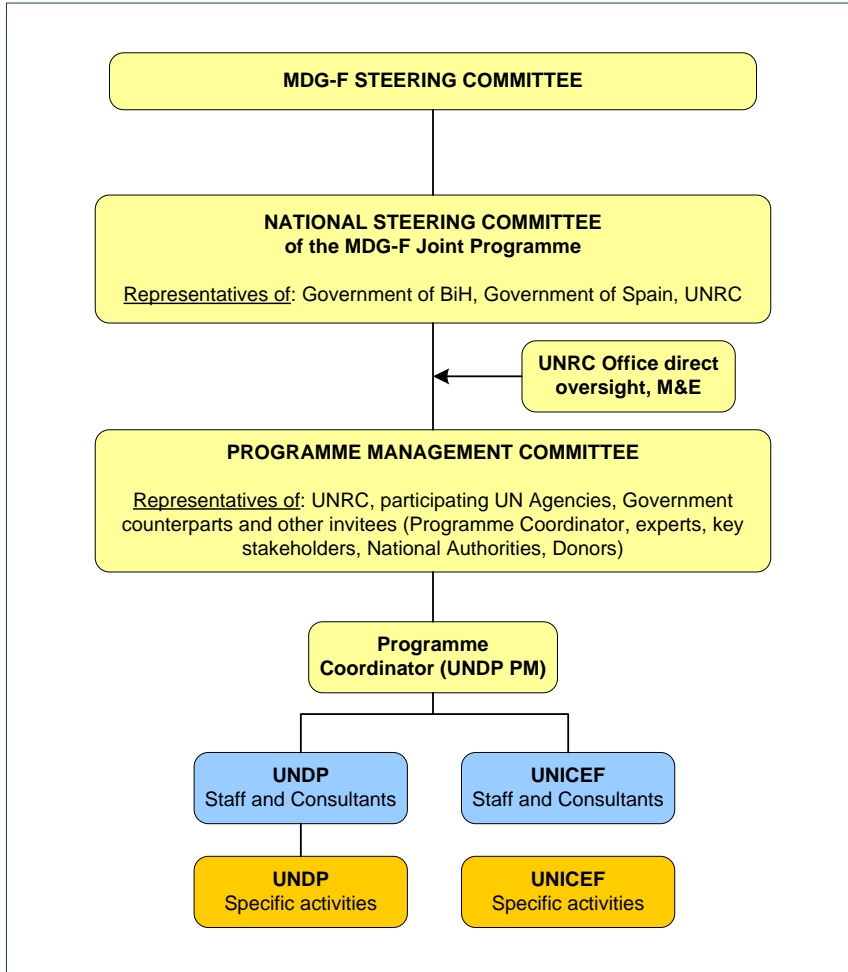 MDG-F STEERING COMMITTEE
NATIONAL STEERING COMMITTEE
of the MDG-F Joint Programme
Representatives of: Government of BiH, Government of Spain, UNRC
UNRC Office direct
oversight, M&E
PROGRAMME MANAGEMENT COMMITTEE
Representatives of: UNRC, participating UN Agencies, Government
counterparts and other invitees (Programme Coordinator, experts, key
stakeholders, National Authorities, Donors)
Programme
Coordinator (UNDP PM)
UNDP
Staff and Consultants
UNICEF
Staff and Consultants
UNDP
Specific activities
UNICEF
Specific activities